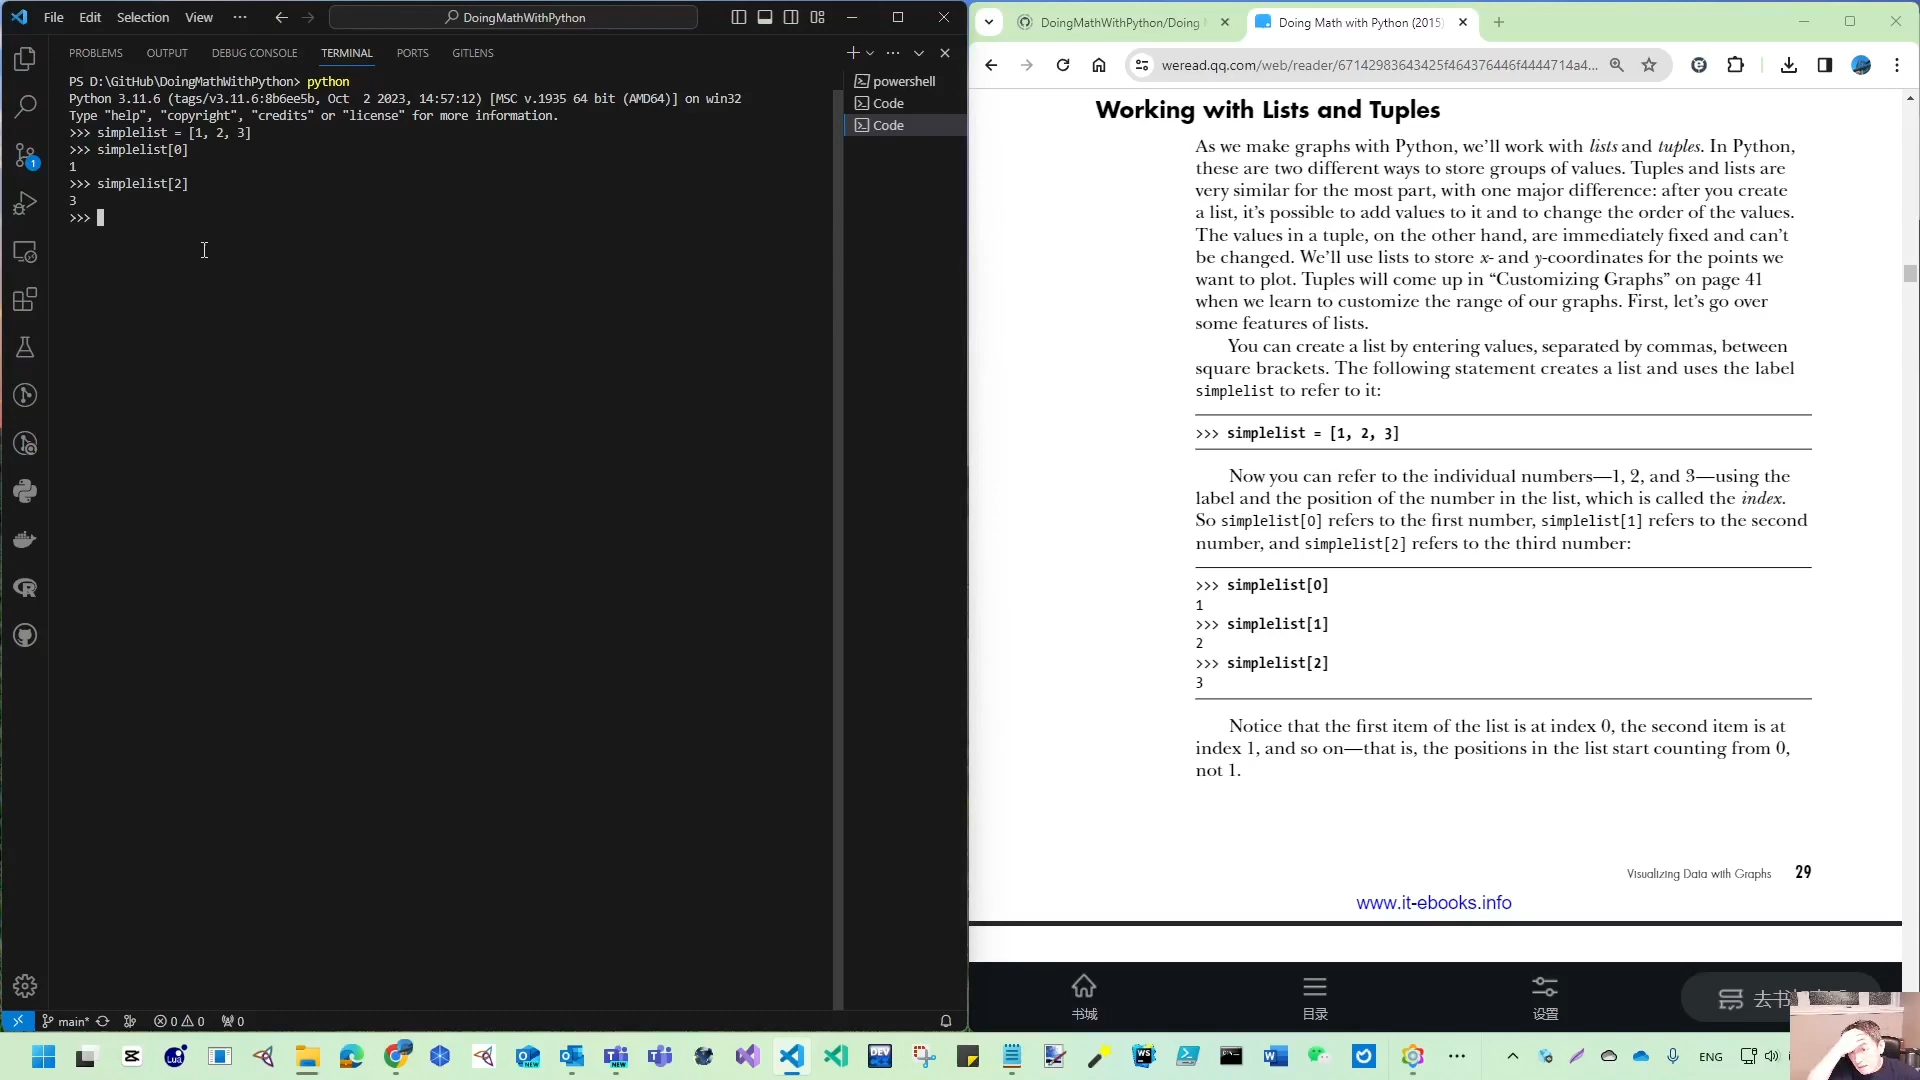 File Edit Selection View ··· DoingMathWithPython
PROBLEMS OUTPUT DEBUG CONSOLE TERMINAL PORTS GITLENS
PS D:\GitHub\DoingMathWithPython> python
Python 3.11.6 (tags/v3.11.6:8b6ee5b, Oct  2 2023, 14:57:12) [MSC v.1935 64 bit (AMD64)] on win32
Type "help", "copyright", "credits" or "license" for more information.
>>> simplelist = [1, 2, 3]
>>> simplelist[0]
1
>>> simplelist[2]
3
>>>
powershell
Code
Code
1
main* 0 0 0
DoingMathWithPython/Doing
Doing Math with Python (2015)
weread.qq.com/web/reader/67142983643425f464376446f4444714a4...
Working with Lists and Tuples
As we make graphs with Python, we'll work with lists and tuples. In Python,
these are two different ways to store groups of values. Tuples and lists are
very similar for the most part, with one major difference: after you create
a list, it's possible to add values to it and to change the order of the values.
The values in a tuple, on the other hand, are immediately fixed and can't
be changed. We'll use lists to store x- and y-coordinates for the points we
want to plot. Tuples will come up in “Customizing Graphs” on page 41
when we learn to customize the range of our graphs. First, let's go over
some features of lists.
You can create a list by entering values, separated by commas, between
square brackets. The following statement creates a list and uses the label
simplelist to refer to it:
>>> simplelist = [1, 2, 3]
Now you can refer to the individual numbers—1, 2, and 3—using the
label and the position of the number in the list, which is called the index.
So simplelist[0] refers to the first number, simplelist[1] refers to the second
number, and simplelist[2] refers to the third number:
>>> simplelist[0]
1
>>> simplelist[1]
2
>>> simplelist[2]
3
Notice that the first item of the list is at index 0, the second item is at
index 1, and so on—that is, the positions in the list start counting from 0,
not 1.
Visualizing Data with Graphs 29
www.it-ebooks.info
书城 目录 设置 去书
ENG